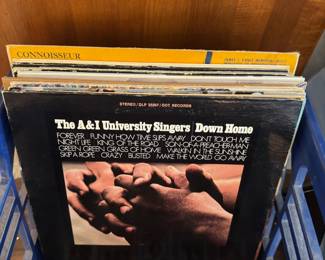 CONNOISSEUR
STEREO/DLP 25917/DOT RECORDS
The A&I University Singers Down Home
FOREVER FUNNY HOW TIME SLIPS AWAY DON'T TOUCH ME
NIGHT LIFE KING OF THE ROAD SON-OF-A-PREACHERMAN
GREEN GREEN GRASS OF HOME WALKIN IN THE SUNSHINE
SKIP A ROPE CRAZY BUSTED MAKE THE WORLD GO AWAY